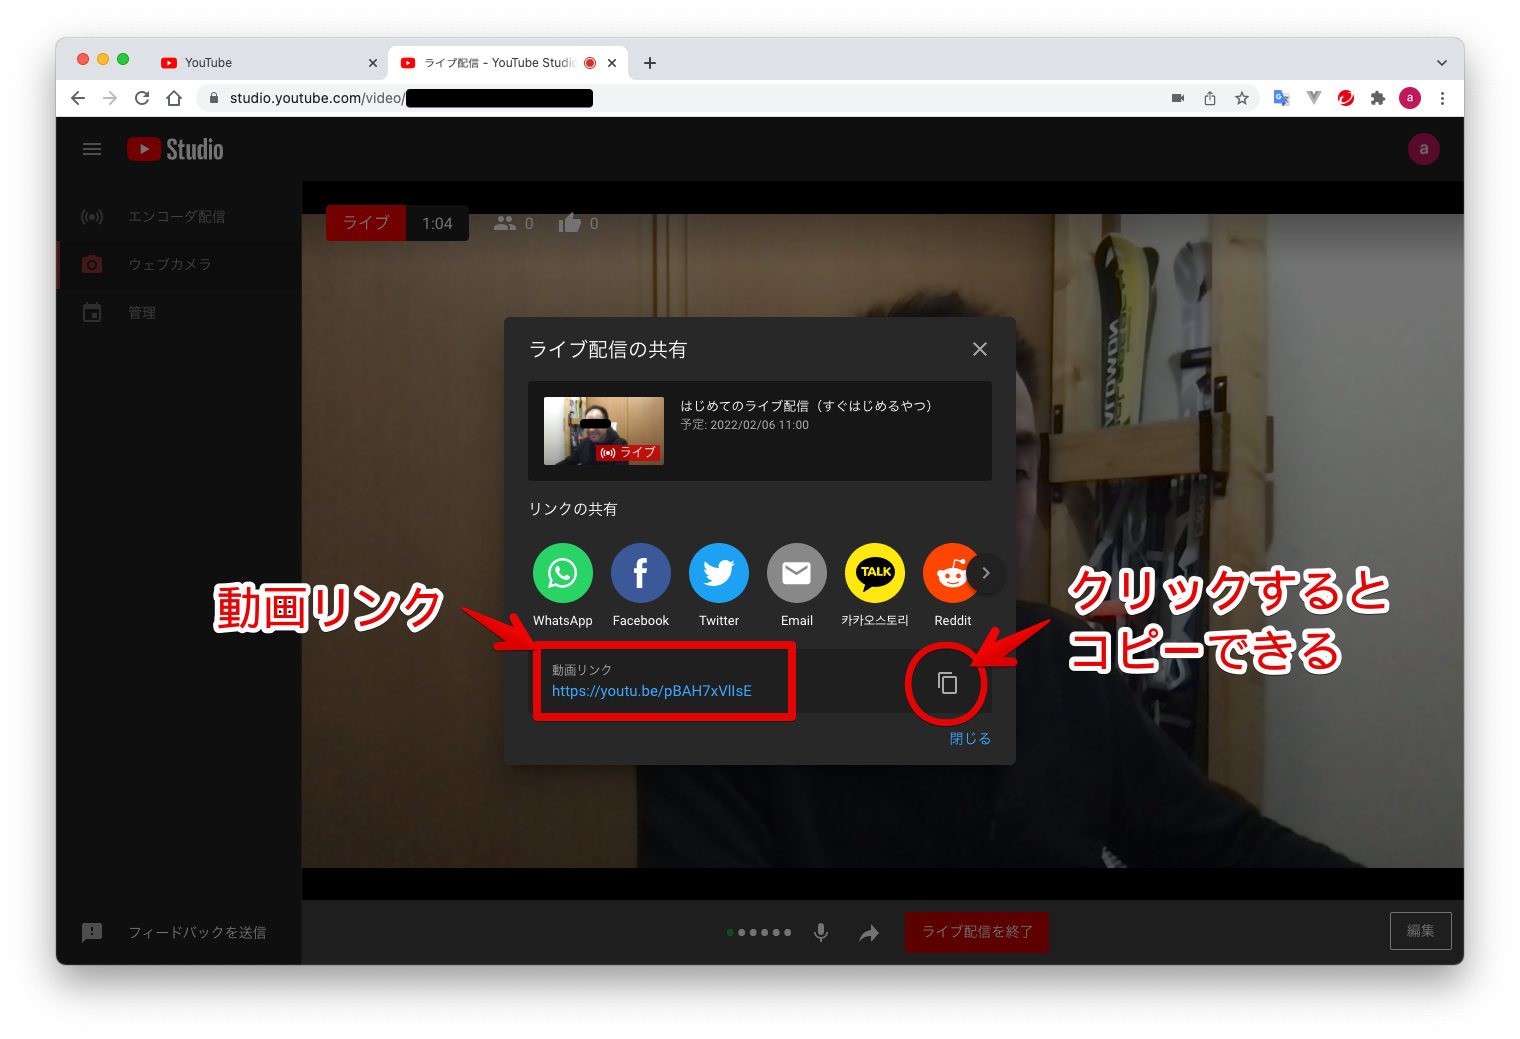 YouTube
ライブ配信 - YouTube Studio
studio.youtube.com/video/
a
Studio
a
エンコーダ配信
ウェブカメラ
管理
ライブ 1:04 0 0
ライブ配信の共有
はじめてのライブ配信（すぐはじめるやつ）
予定: 2022/02/06 11:00
ライブ
リンクの共有
TALK
WhatsApp Facebook Twitter Email 카카오스토리 Reddit
動画リンク
クリックすると
コピーできる
動画リンク
https://youtu.be/pBAH7xVlIsE
閉じる
フィードバックを送信
ライブ配信を終了
編集